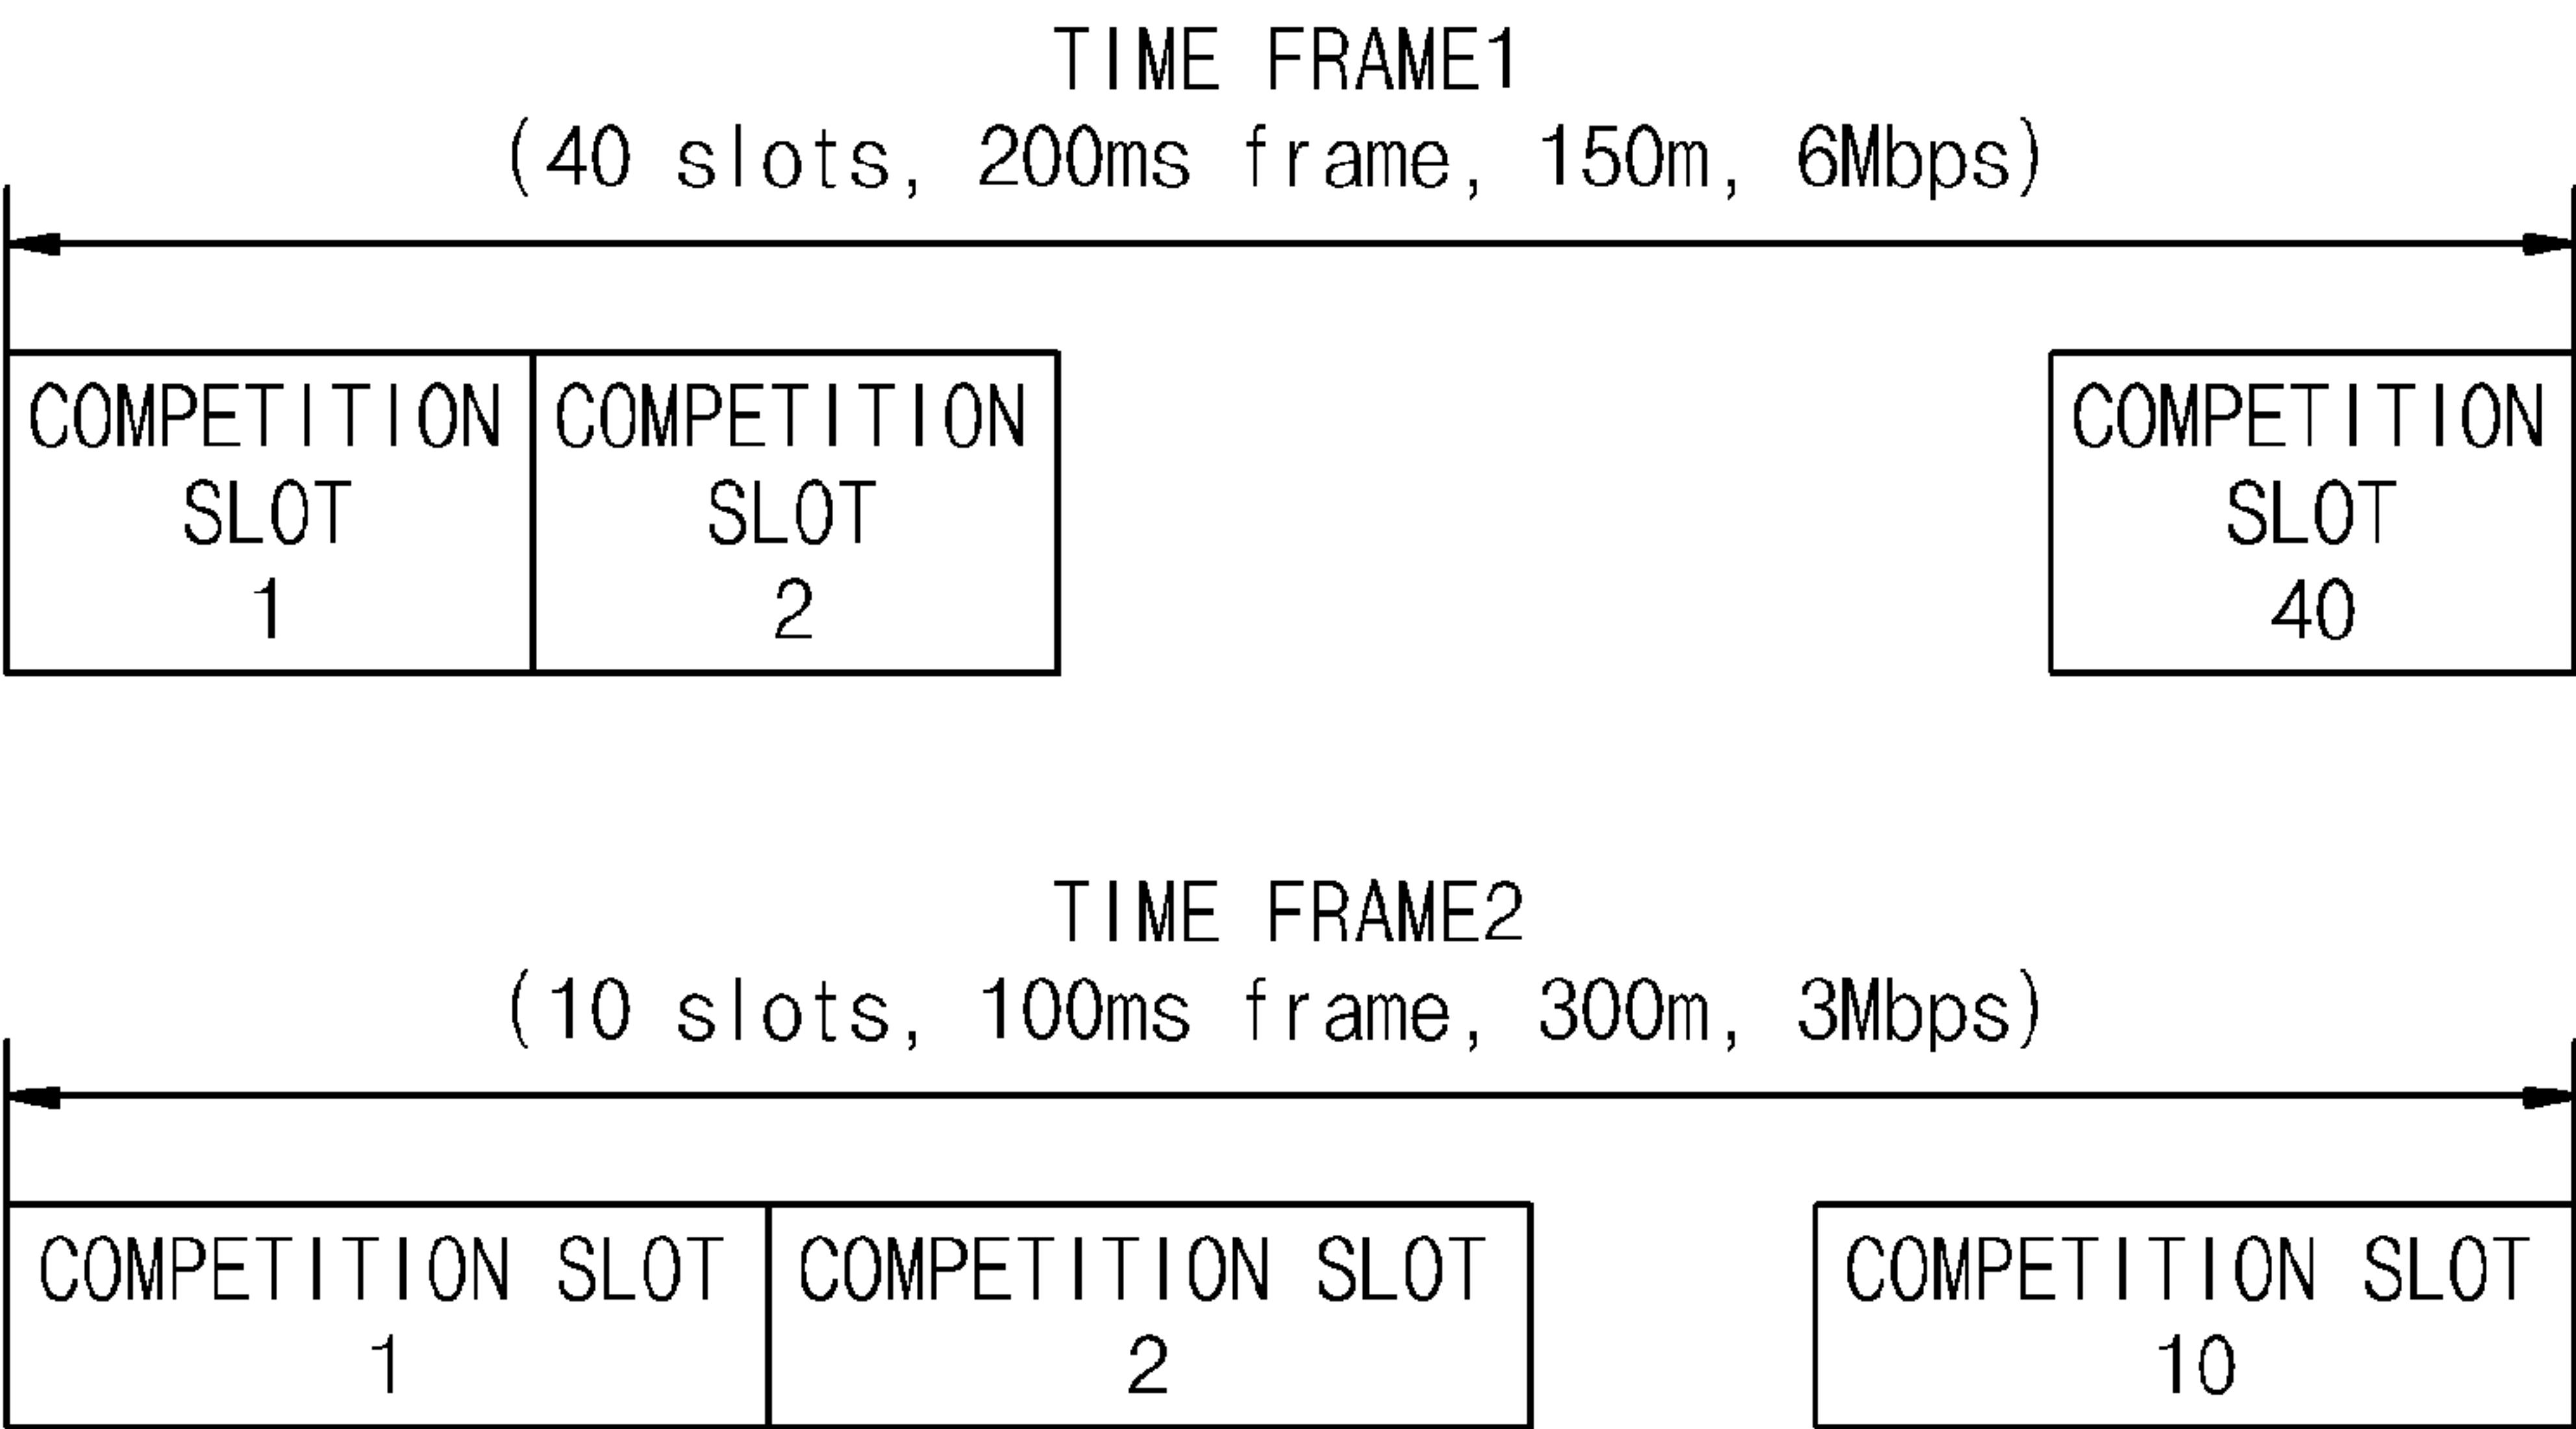 TIME FRAME1
(40 slots, 200ms frame, 150m, 6Mbps)
COMPETITION
SLOT
1
COMPETITION
SLOT
2
COMPETITION
SLOT
40
TIME FRAME2
(10 slots, 100ms frame, 300m, 3Mbps)
COMPETITION SLOT
1
COMPETITION SLOT
2
COMPETITION SLOT
10